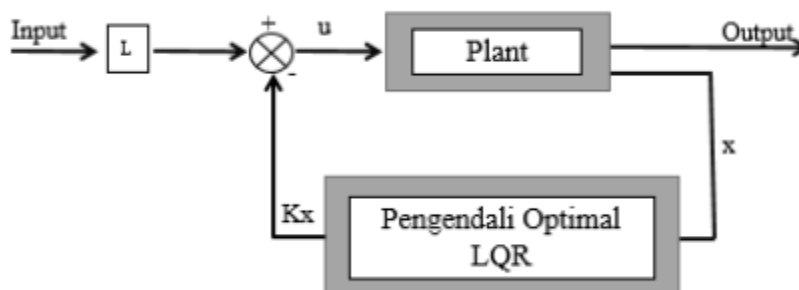 Input
L
+
-
u
Plant
Output
x
Kx
Pengendali Optimal
LQR